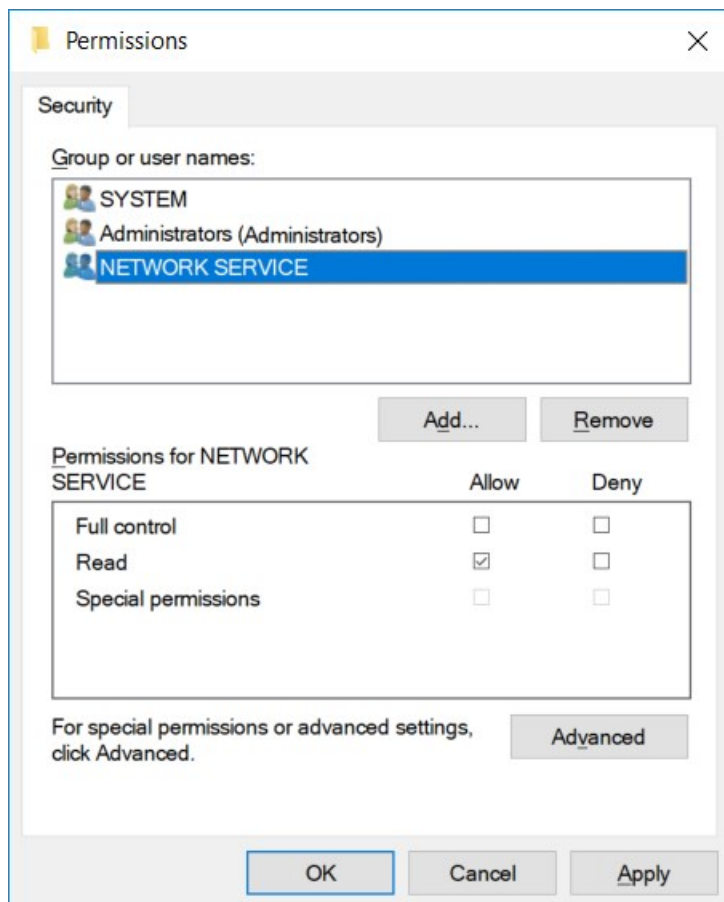 Permissions
Security
Group or user names:
SYSTEM
Administrators (Administrators)
NETWORK SERVICE
Add...
Remove
Permissions for NETWORK
SERVICE
Allow
Deny
Full control
Read
Special permissions
For special permissions or advanced settings,
click Advanced.
Advanced
OK
Cancel
Apply